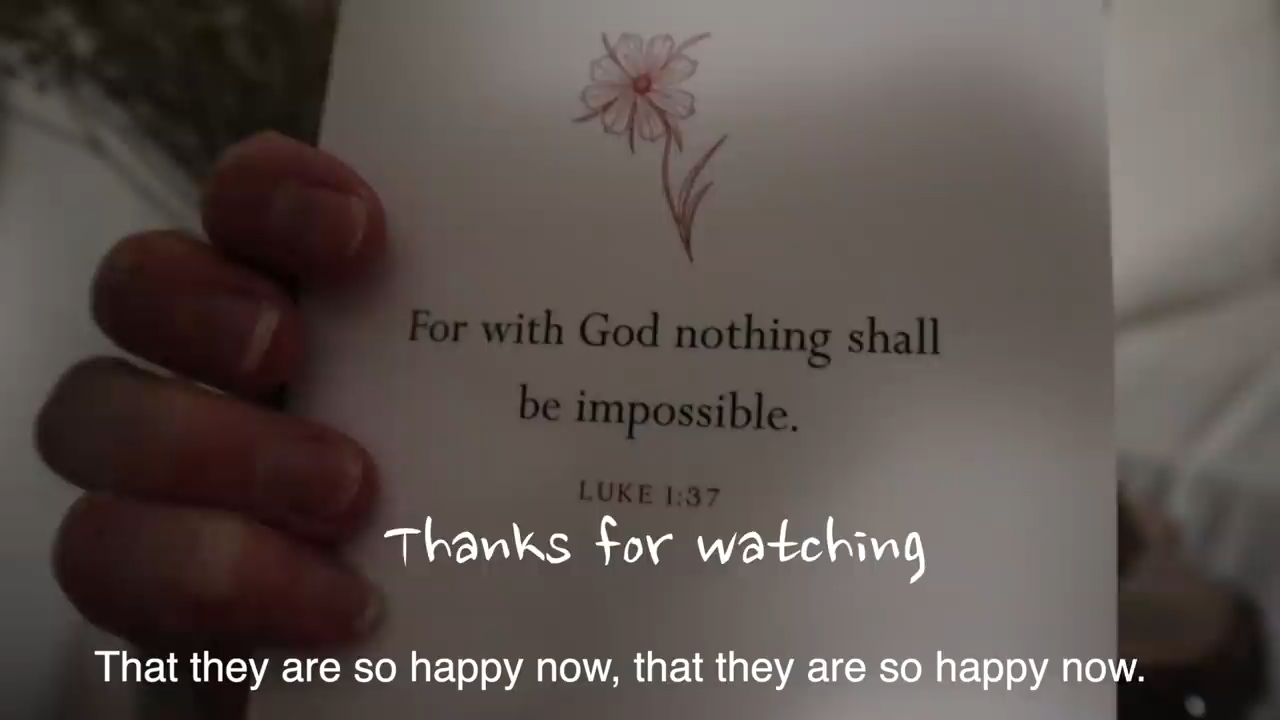 For with God nothing shall
be impossible.
LUKE 1:37
Thanks for watching
That they are so happy now, that they are so happy now.